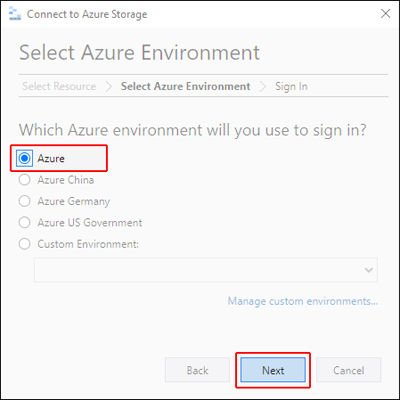 Connect to Azure Storage
Select Azure Environment
Select Resource
Select Azure Environment
Sign In
Which Azure environment will you use to sign in?
Azure
Azure China
Azure Germany
Azure US Government
Custom Environment:
Manage custom environments...
Back
Next
Cancel